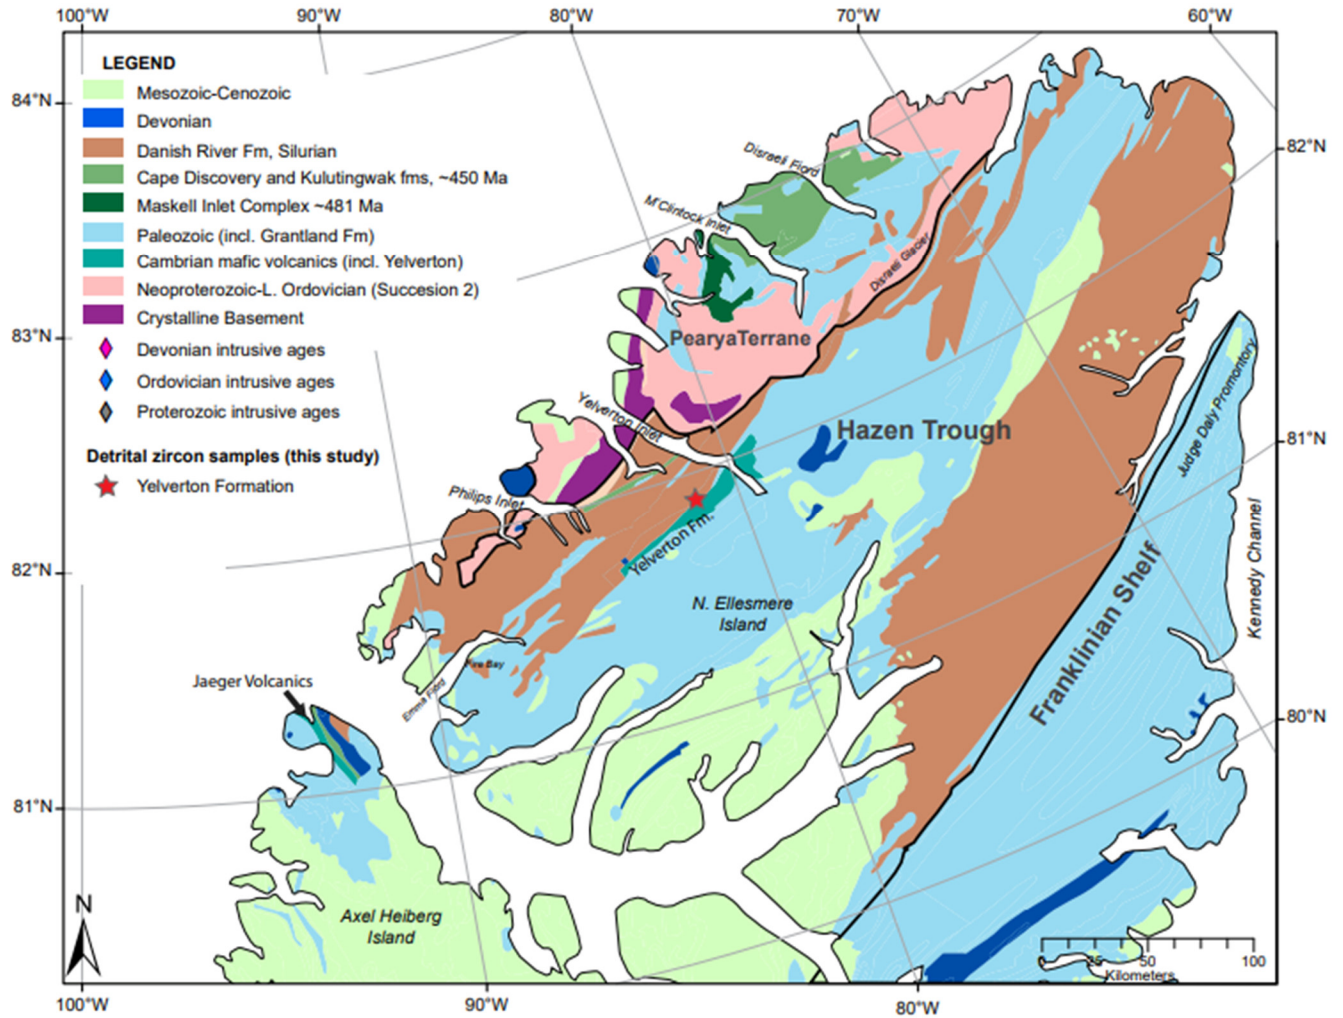 100°W 90°W 80°W 70°W 60°W
84°N
83°N
82°N
81°N
82°N
81°N
80°N
100°W 90°W 80°W
LEGEND
Mesozoic-Cenozoic
Devonian
Danish River Fm, Silurian
Cape Discovery and Kulutingwak fms, ~450 Ma
Maskell Inlet Complex ~481 Ma
Paleozoic (incl. Grantland Fm)
Cambrian mafic volcanics (incl. Yelverton)
Neoproterozoic-L. Ordovician (Succesion 2)
Crystalline Basement
Devonian intrusive ages
Ordovician intrusive ages
Proterozoic intrusive ages
Detrital zircon samples (this study)
Yelverton Formation
Disraeli Fiord
M'Clintock Inlet
Disraeli Glacier
PearyaTerrane
Yelverton Inlet
Hazen Trough
Judge Daly Promontory
Philips Inlet
Yelverton Fm.
Kennedy Channel
Franklinian Shelf
N. Ellesmere
Island
Fire Bay
Emma Fiord
Jaeger Volcanics
N
Axel Heiberg
Island
0 25 50 100
Kilometers